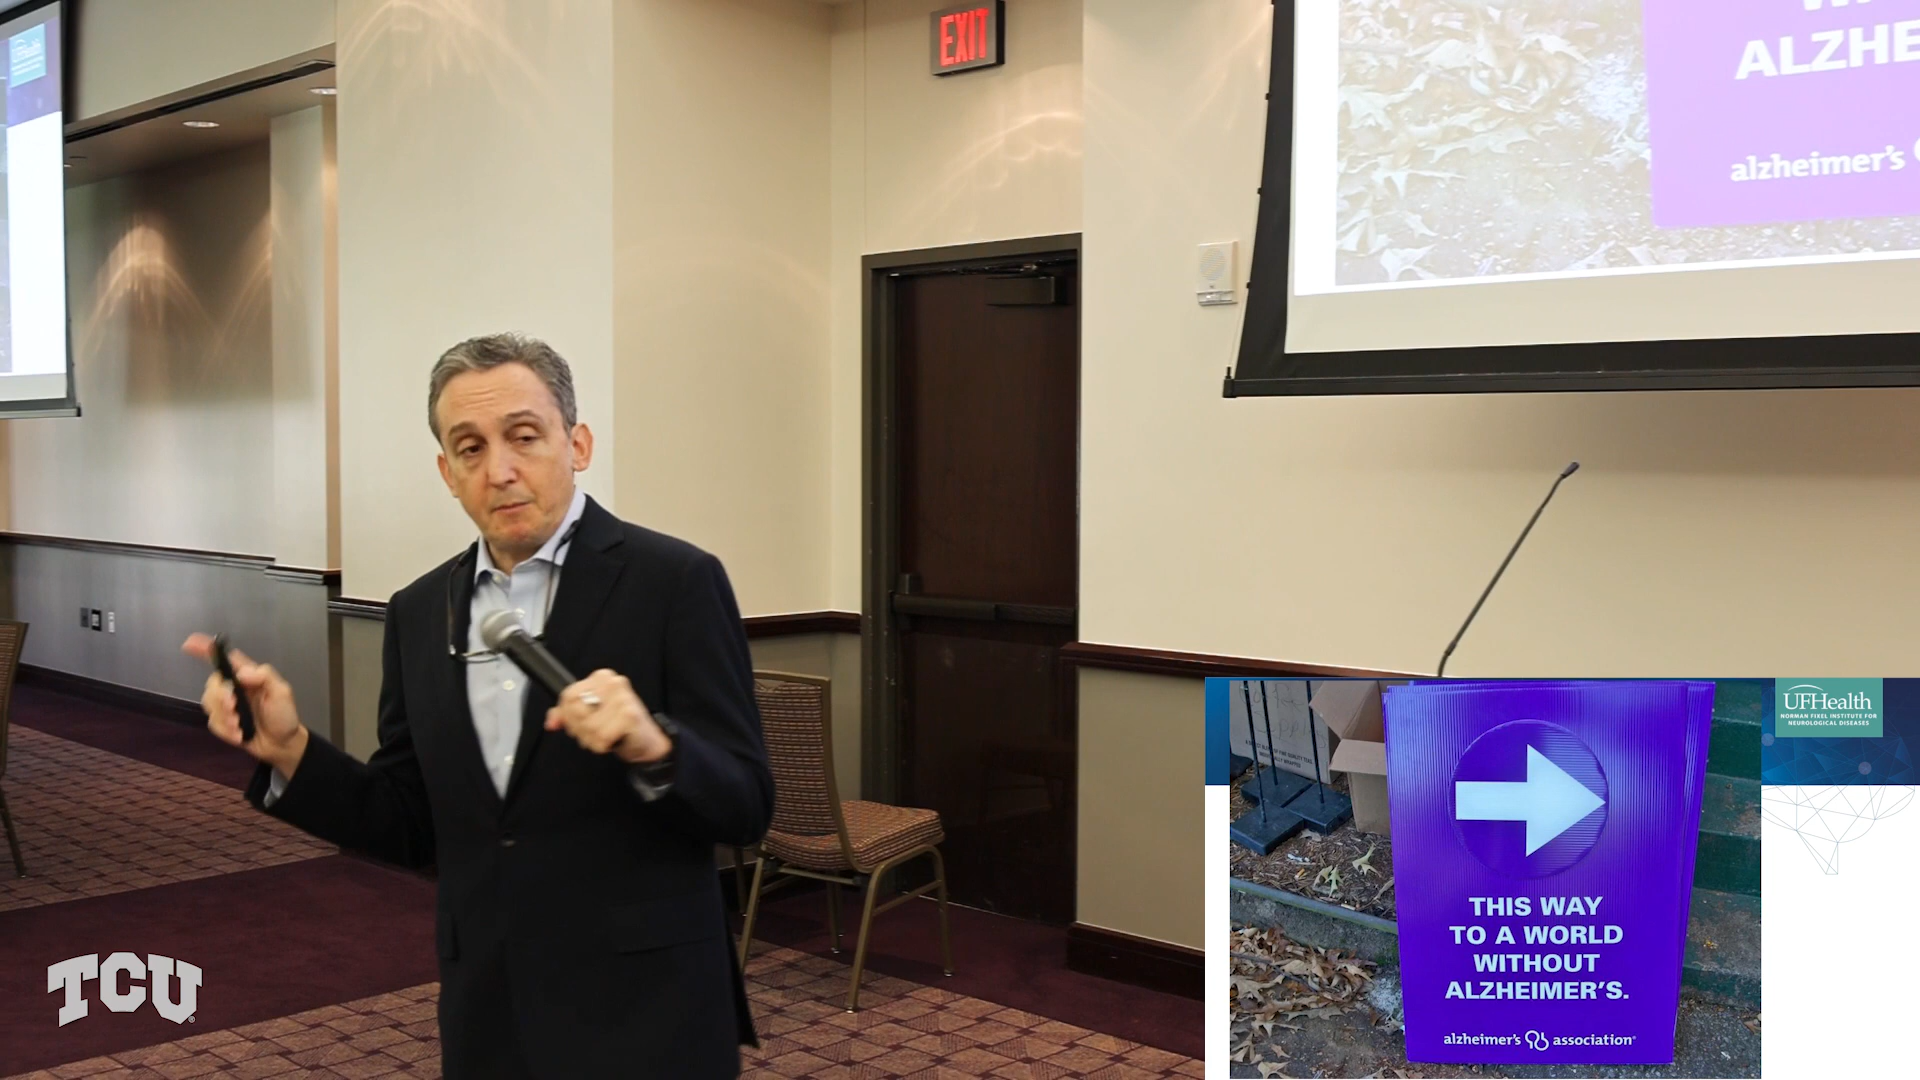 UFHealth
EXIT
ALZHE
alzheimer's
UFHealth
NORMAN FIXEL INSTITUTE FOR
NEUROLOGICAL DISEASES
THIS WAY
TO A WORLD
WITHOUT
ALZHEIMER'S.
alzheimer's association®
TCU